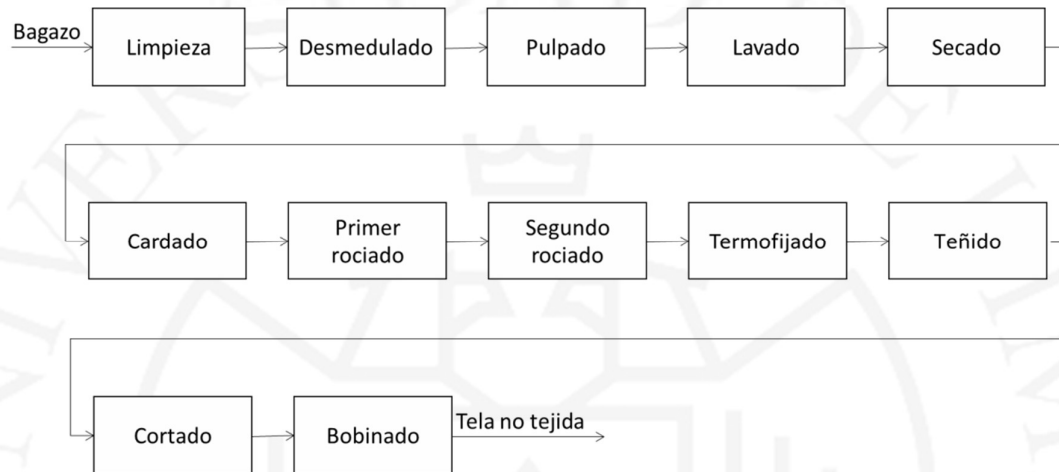 Bagazo
Limpieza
Desmedulado
Pulpado
Lavado
Secado
Cardado
Primer
rociado
Segundo
rociado
Termofijado
Teñido
Cortado
Bobinado
Tela no tejida